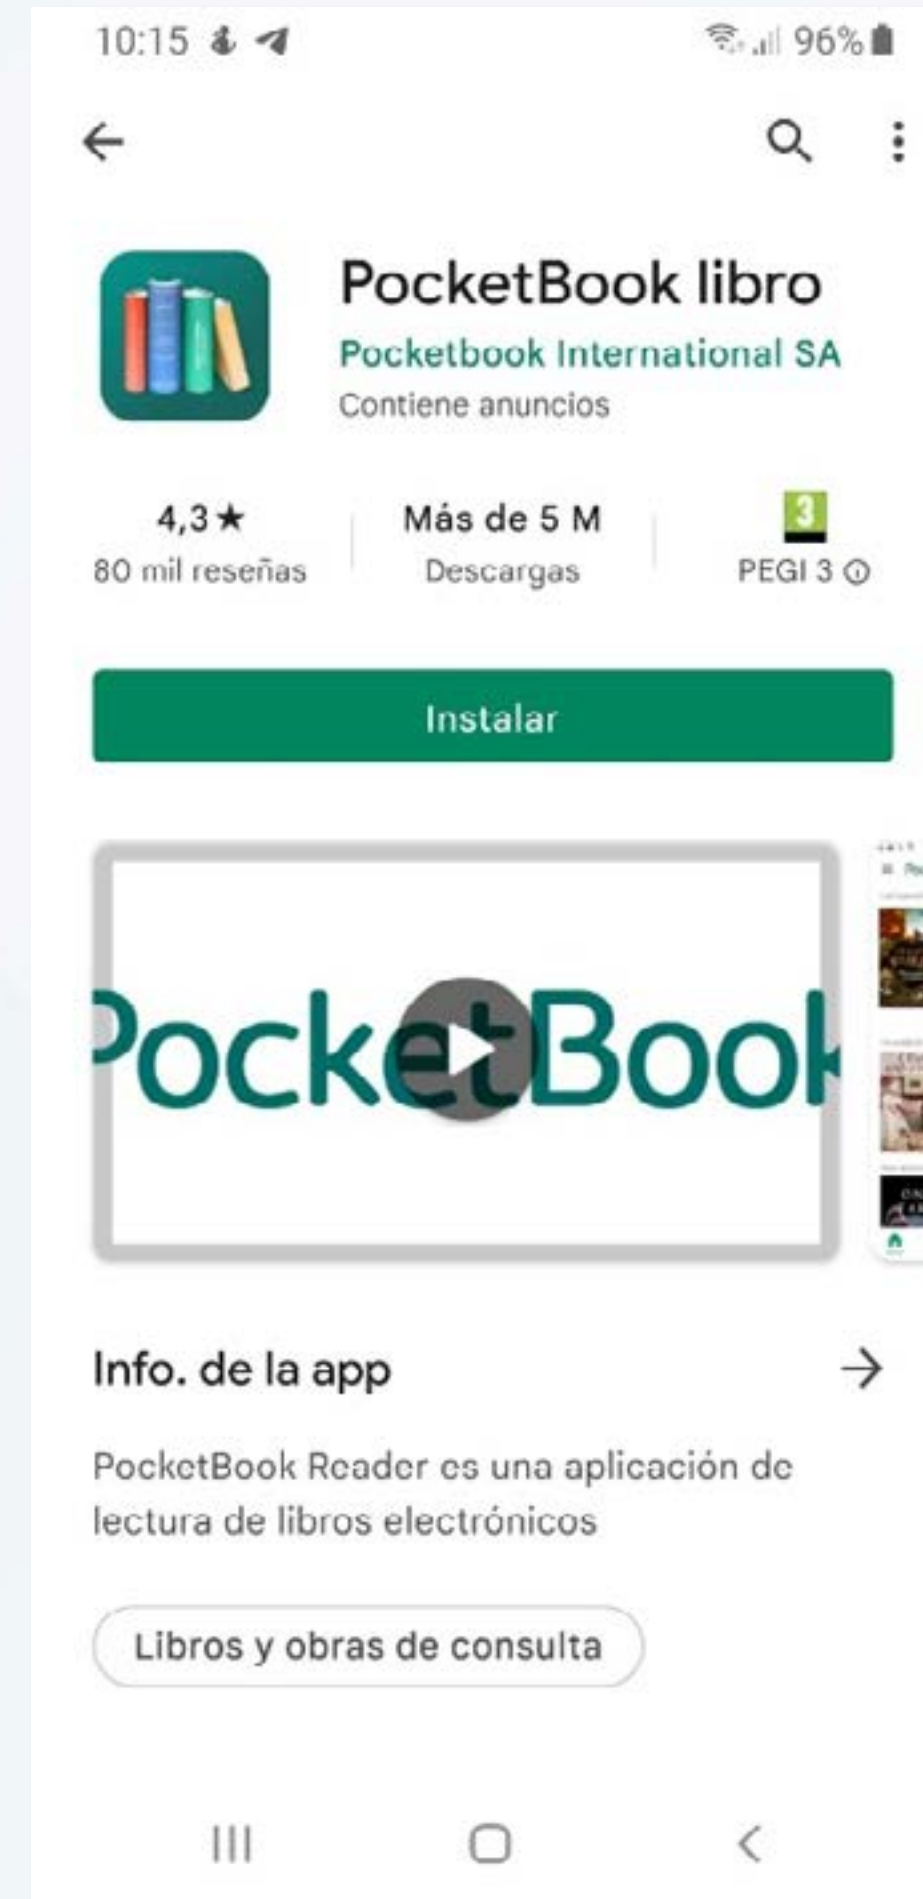 10:15
96%
PocketBook libro
Pocketbook International SA
Contiene anuncios
4,3★
80 mil reseñas
Más de 5 M
Descargas
3
PEGI 3
Instalar
PocketBook
Info. de la app
PocketBook Reader es una aplicación de
lectura de libros electrónicos
Libros y obras de consulta